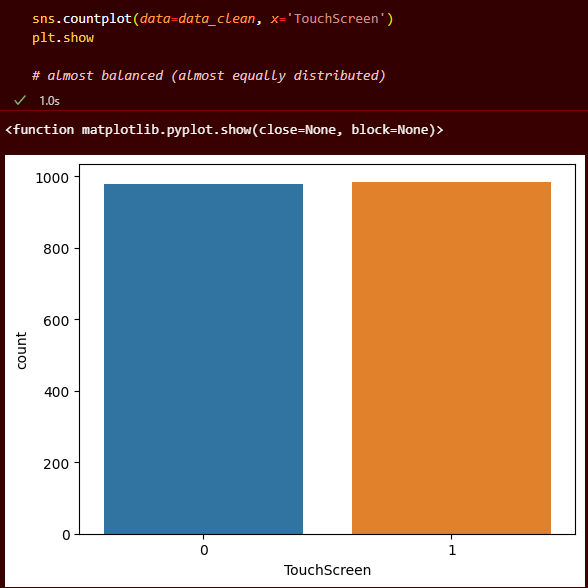 sns.countplot(data=data_clean, x='TouchScreen')
plt.show
# almost balanced (almost equally distributed)
✓ 1.0s
<function matplotlib.pyplot.show(close=None, block=None)>
1000
800
600
400
200
0
count
0 1
TouchScreen